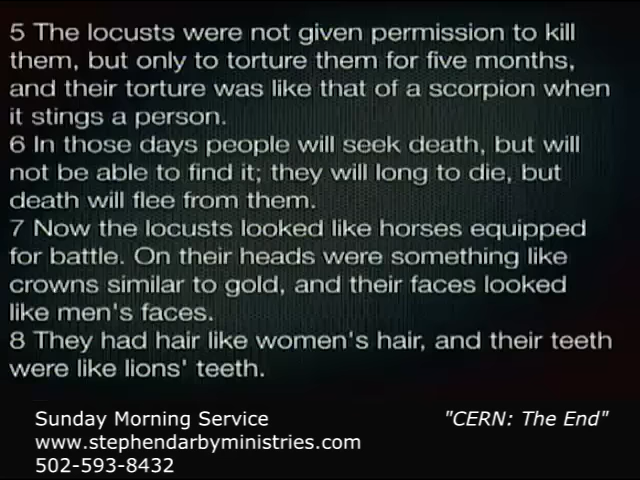 5 The locusts were not given permission to kill
them, but only to torture them for five months,
and their torture was like that of a scorpion when
it stings a person.
6 In those days people will seek death, but will
not be able to find it; they will long to die, but
death will flee from them.
7 Now the locusts looked like horses equipped
for battle. On their heads were something like
crowns similar to gold, and their faces looked
like men's faces.
8 They had hair like women's hair, and their teeth
were like lions' teeth.
Sunday Morning Service
"CERN: The End"
www.stephendarbyministries.com
502-593-8432